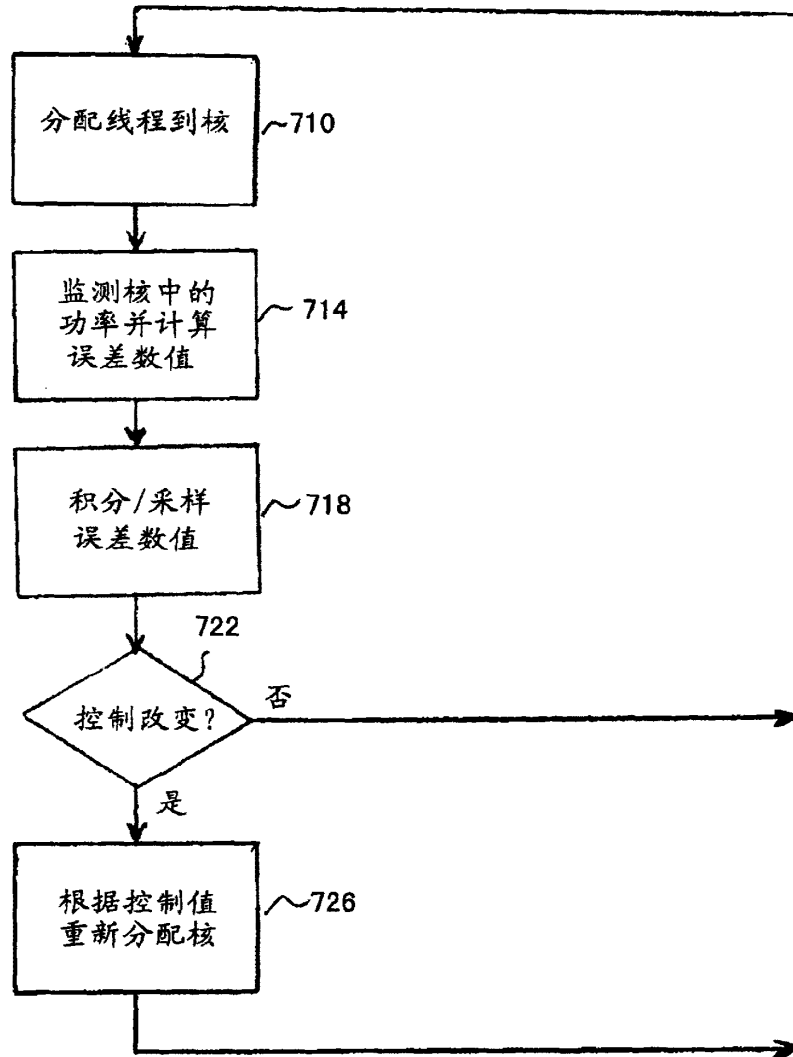 分配线程到核
710
监测核中的
功率并计算
误差数值
714
积分/采样
误差数值
718
722
控制改变?
否
是
根据控制值
重新分配核
726